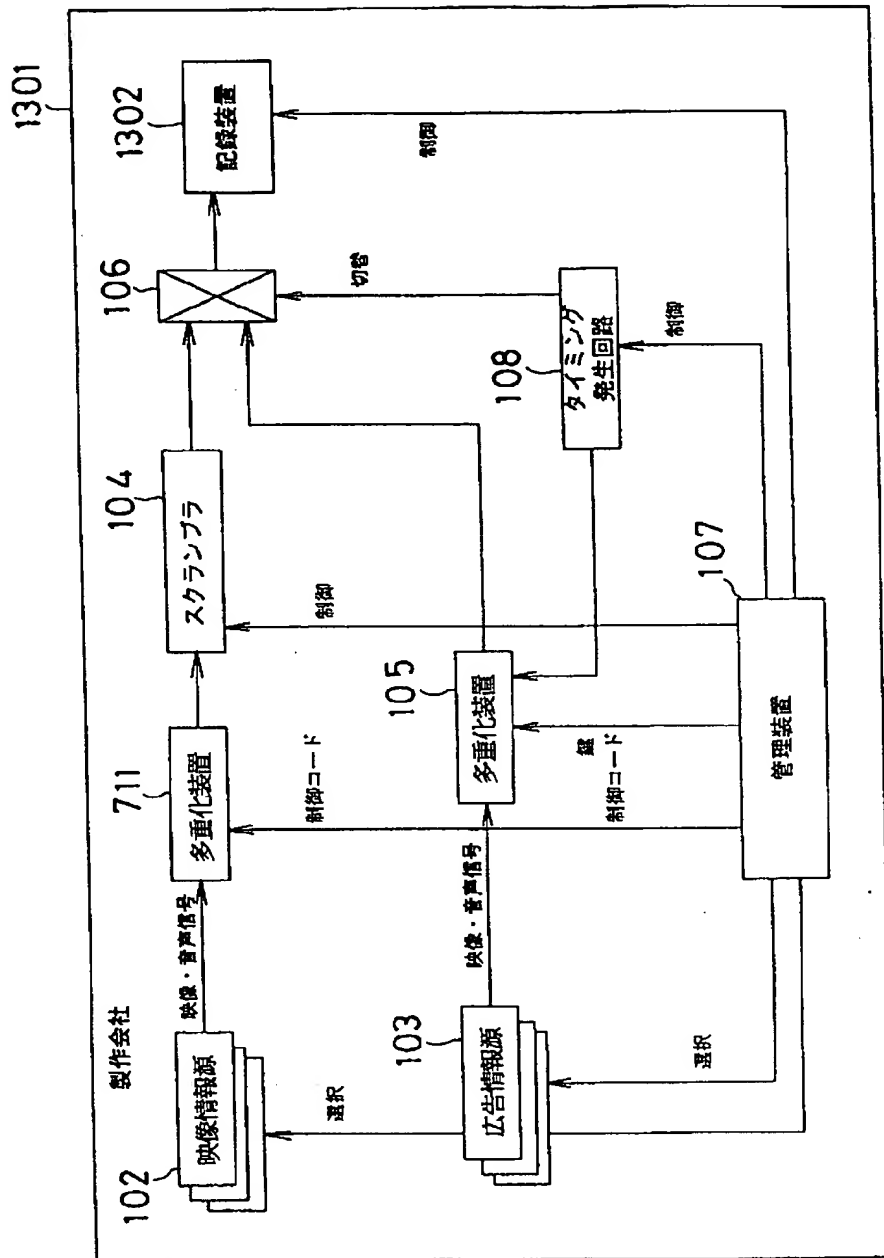 1301
製作会社
102
映像情報源
映像・音声信号
711
多重化装置
104
スクランブラ
106
1302
記録装置
選択
制御コード
制御
切替
制御
103
広告情報源
映像・音声信号
105
多重化装置
鍵
制御コード
108
タイミング
発生回路
制御
選択
107
管理装置